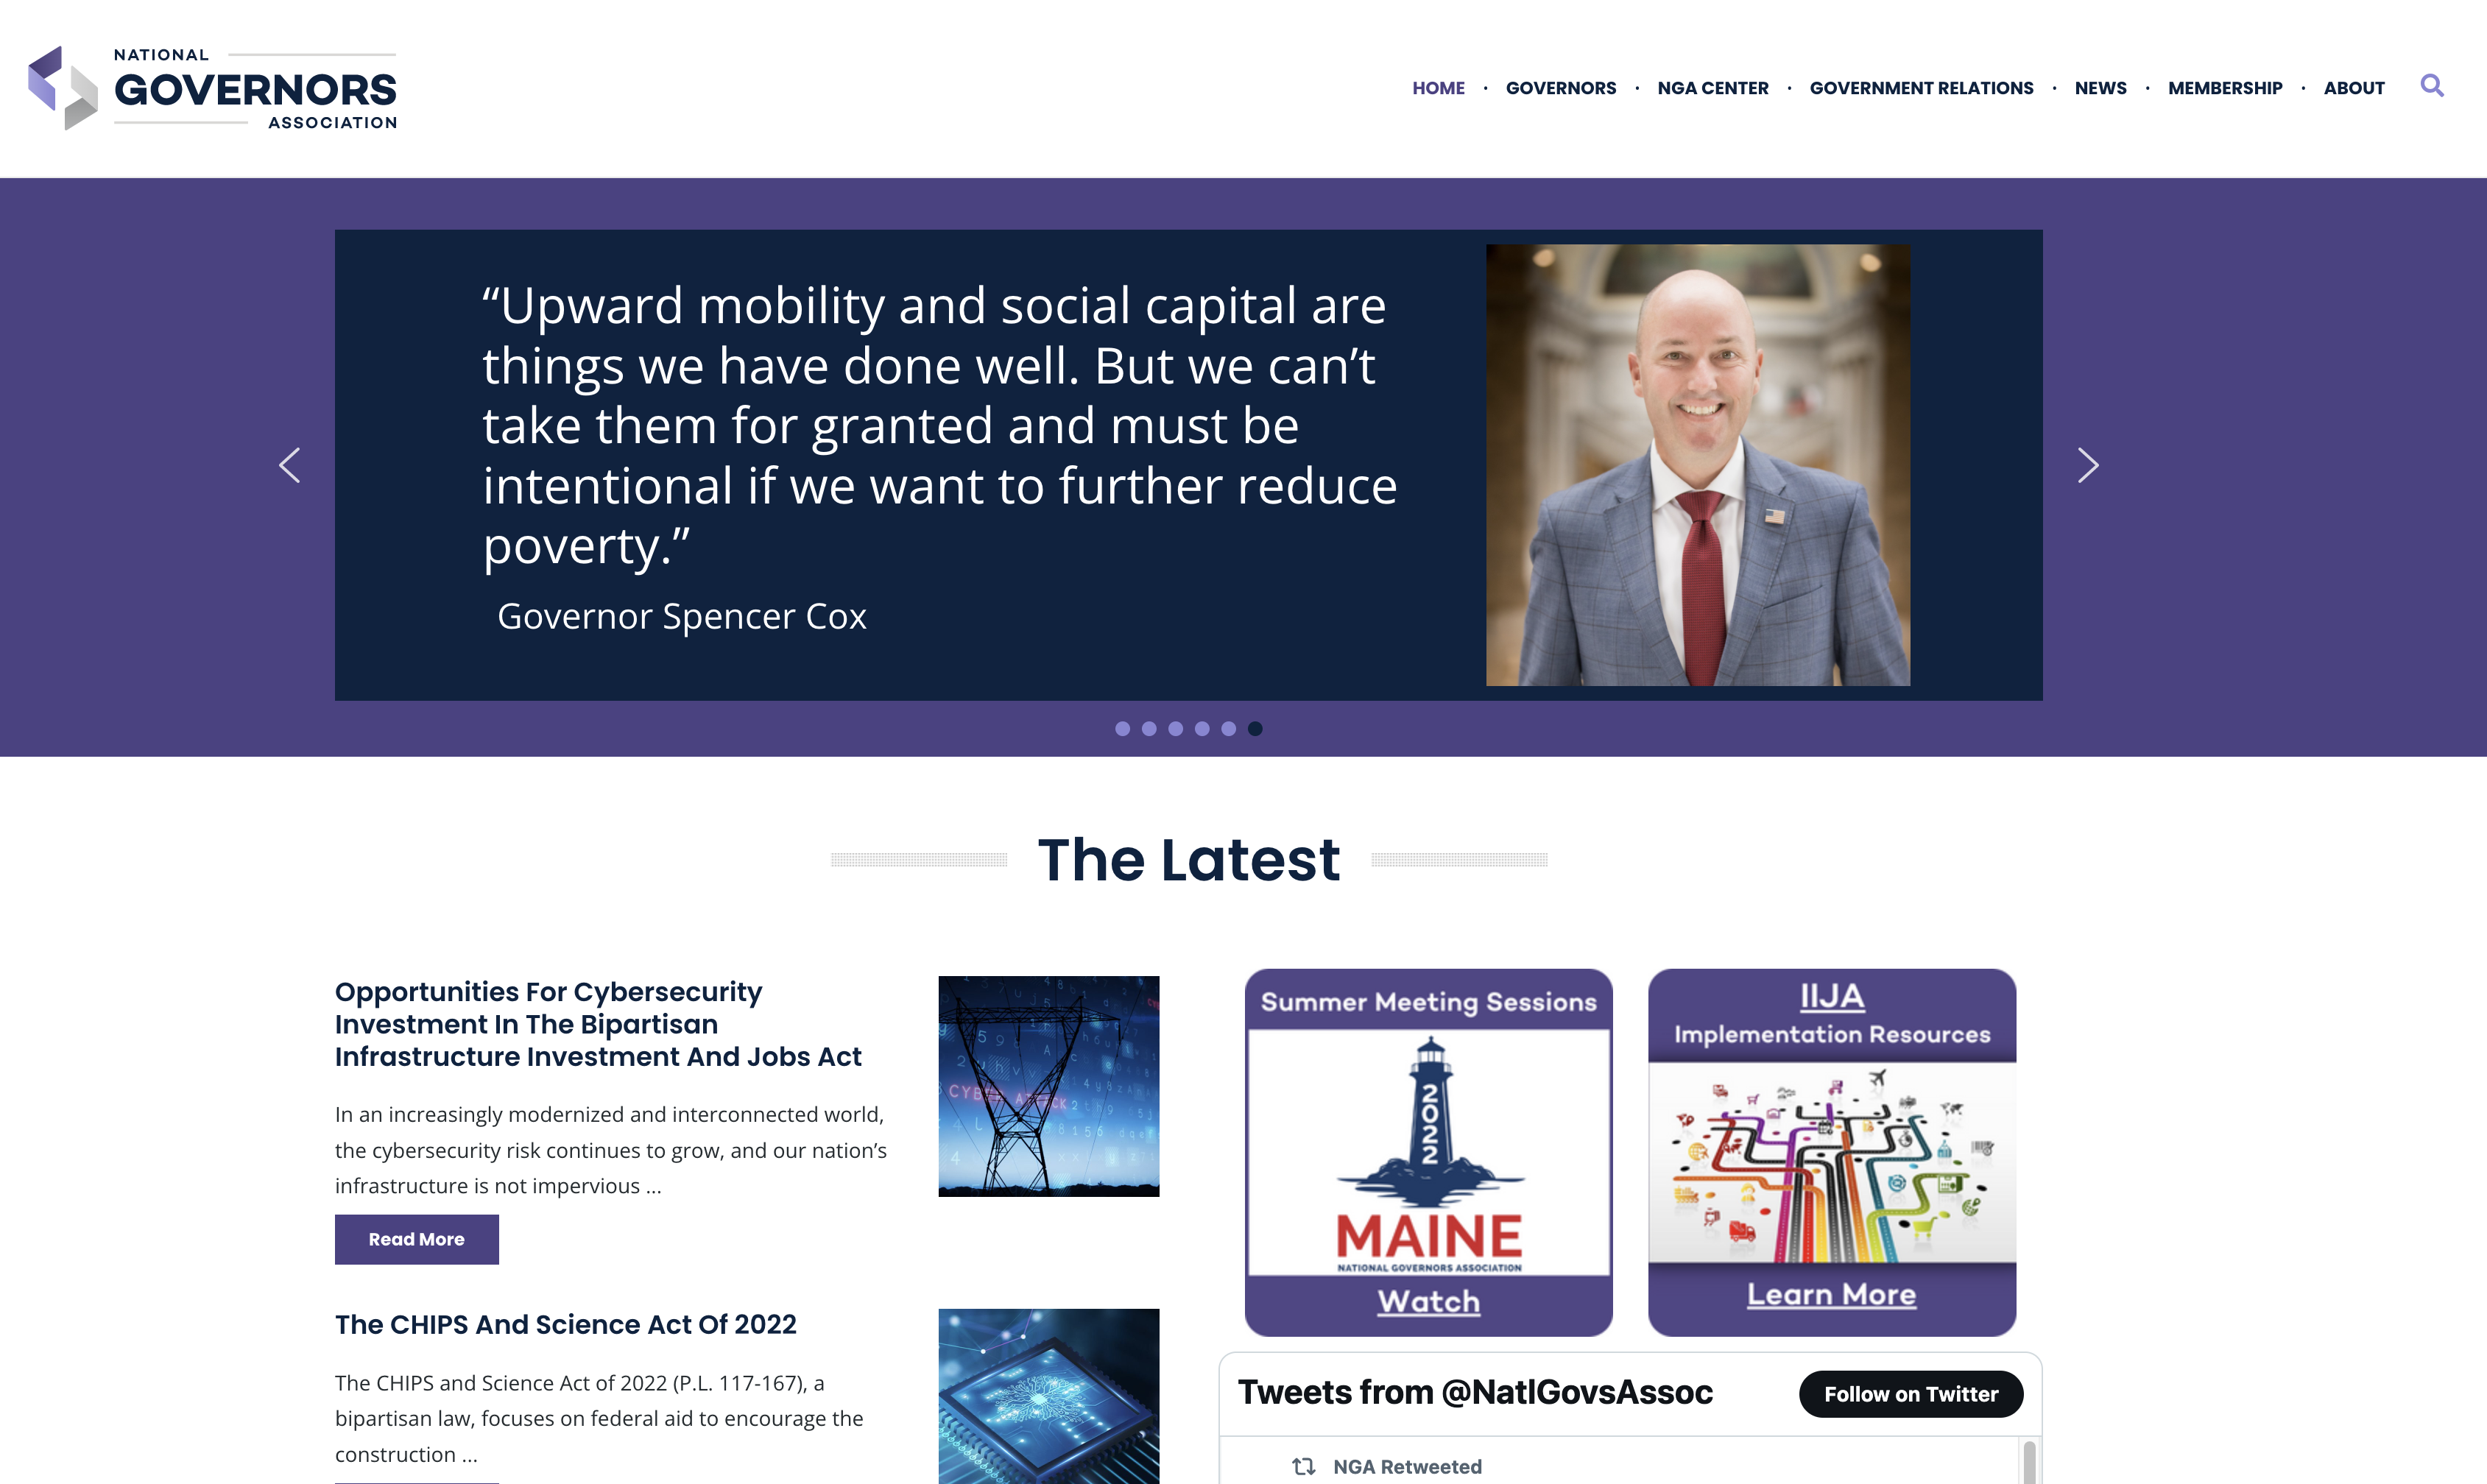 NATIONAL
GOVERNORS
ASSOCIATION
HOME · GOVERNORS · NGA CENTER · GOVERNMENT RELATIONS · NEWS · MEMBERSHIP · ABOUT
“Upward mobility and social capital are
things we have done well. But we can’t
take them for granted and must be
intentional if we want to further reduce
poverty.”
Governor Spencer Cox
The Latest
Opportunities For Cybersecurity
Investment In The Bipartisan
Infrastructure Investment And Jobs Act
In an increasingly modernized and interconnected world,
the cybersecurity risk continues to grow, and our nation’s
infrastructure is not impervious ...
Read More
The CHIPS And Science Act Of 2022
The CHIPS and Science Act of 2022 (P.L. 117-167), a
bipartisan law, focuses on federal aid to encourage the
construction ...
Summer Meeting Sessions
2022
MAINE
NATIONAL GOVERNORS ASSOCIATION
Watch
IIJA
Implementation Resources
Learn More
Tweets from @NatlGovsAssoc
Follow on Twitter
NGA Retweeted